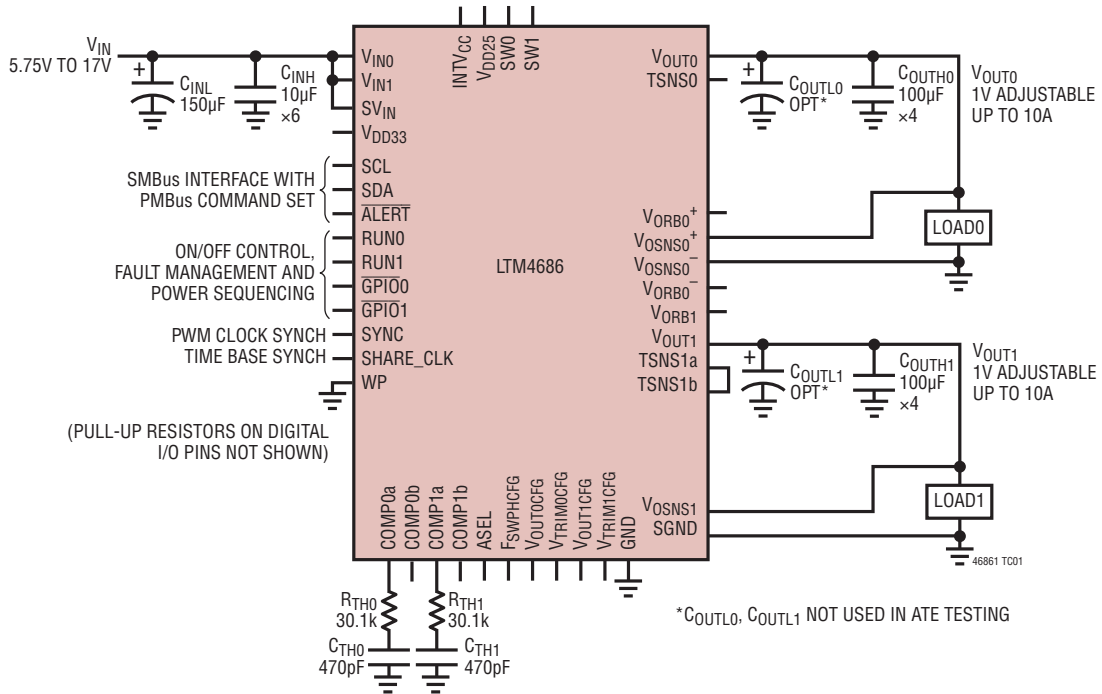 INTVCC
VDD25
SW0
SW1
VIN
5.75V TO 17V
+
CINL
150µF
CINH
10µF
×6
VIN0
VIN1
SVIN
VDD33
SMBus INTERFACE WITH
PMBus COMMAND SET
SCL
SDA
ALERT
ON/OFF CONTROL,
FAULT MANAGEMENT AND
POWER SEQUENCING
RUN0
RUN1
GPIO0
GPIO1
PWM CLOCK SYNCH
SYNC
TIME BASE SYNCH
SHARE_CLK
WP
(PULL-UP RESISTORS ON DIGITAL
I/O PINS NOT SHOWN)
LTM4686
VOUT0
TSNS0
VORB0+
VOSNS0+
VOSNS0–
VORB0–
VORB1
VOUT1
TSNS1a
TSNS1b
VOSNS1
SGND
+
COUTL0
OPT*
COUTH0
100µF
×4
VOUT0
1V ADJUSTABLE
UP TO 10A
LOAD0
+
COUTL1
OPT*
COUTH1
100µF
×4
VOUT1
1V ADJUSTABLE
UP TO 10A
LOAD1
46861 TC01
COMP0a
COMP0b
COMP1a
COMP1b
ASEL
FSWPHCFG
VOUT0CFG
VTRIM0CFG
VOUT1CFG
VTRIM1CFG
GND
RTH0
30.1k
RTH1
30.1k
CTH0
470pF
CTH1
470pF
*COUTL0, COUTL1 NOT USED IN ATE TESTING